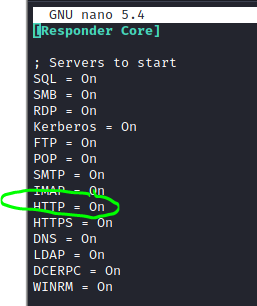 GNU nano 5.4
[Responder Core]
; Servers to start
SQL = On
SMB = On
RDP = On
Kerberos = On
FTP = On
POP = On
SMTP = On
IMAP = On
HTTP = On
HTTPS = On
DNS = On
LDAP = On
DCERPC = On
WINRM = On